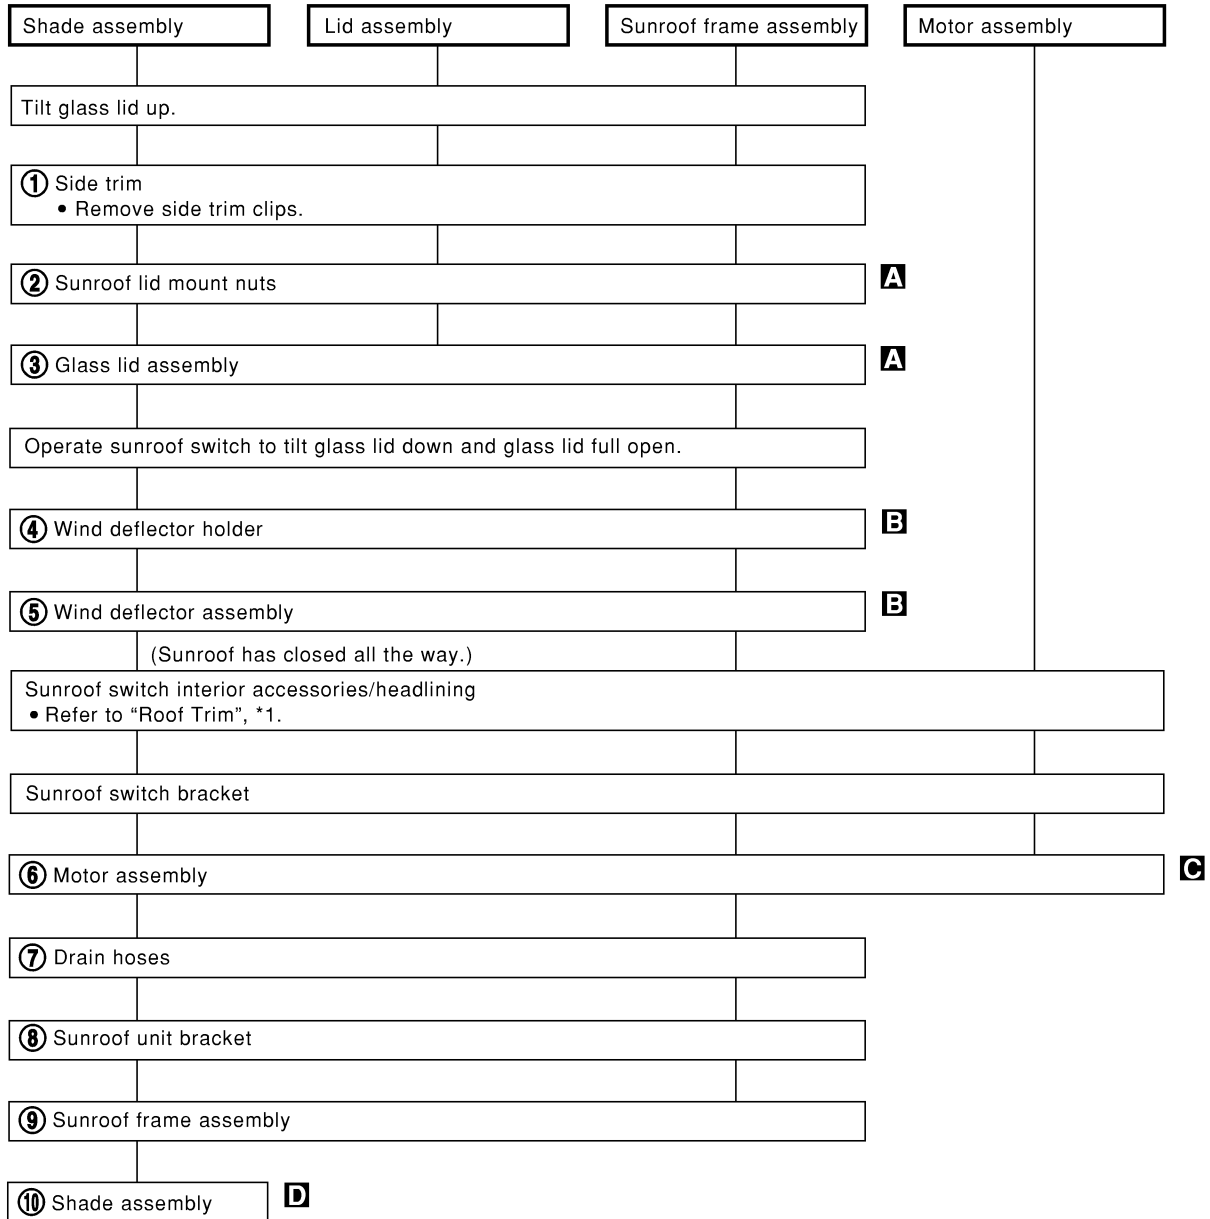 Shade assembly
Lid assembly
Sunroof frame assembly
Motor assembly
Tilt glass lid up.
① Side trim
• Remove side trim clips.
② Sunroof lid mount nuts
A
③ Glass lid assembly
A
Operate sunroof switch to tilt glass lid down and glass lid full open.
④ Wind deflector holder
B
⑤ Wind deflector assembly
B
(Sunroof has closed all the way.)
Sunroof switch interior accessories/headlining
• Refer to “Roof Trim”, *1.
Sunroof switch bracket
⑥ Motor assembly
C
⑦ Drain hoses
⑧ Sunroof unit bracket
⑨ Sunroof frame assembly
⑩ Shade assembly
D